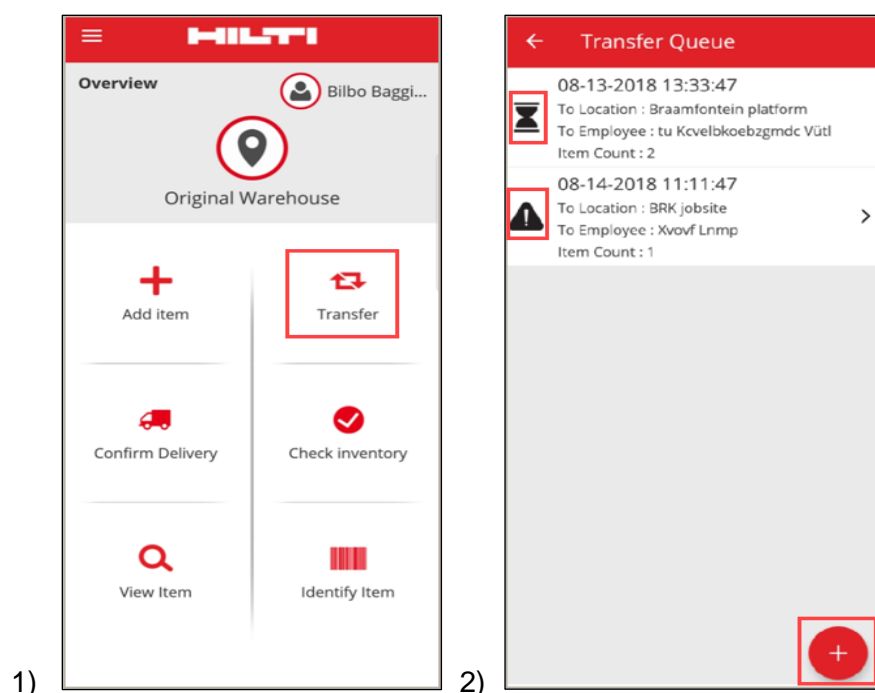 HILTI
Overview
Bilbo Baggi...
Original Warehouse
Add item
Transfer
Confirm Delivery
Check inventory
View Item
Identify Item
1)
Transfer Queue
08-13-2018 13:33:47
To Location : Braamfontein platform
To Employee : tu Kcvelbkoebzgmdc Vütl
Item Count : 2
08-14-2018 11:11:47
To Location : BRK jobsite
To Employee : Xvovf Lnmp
Item Count : 1
2)